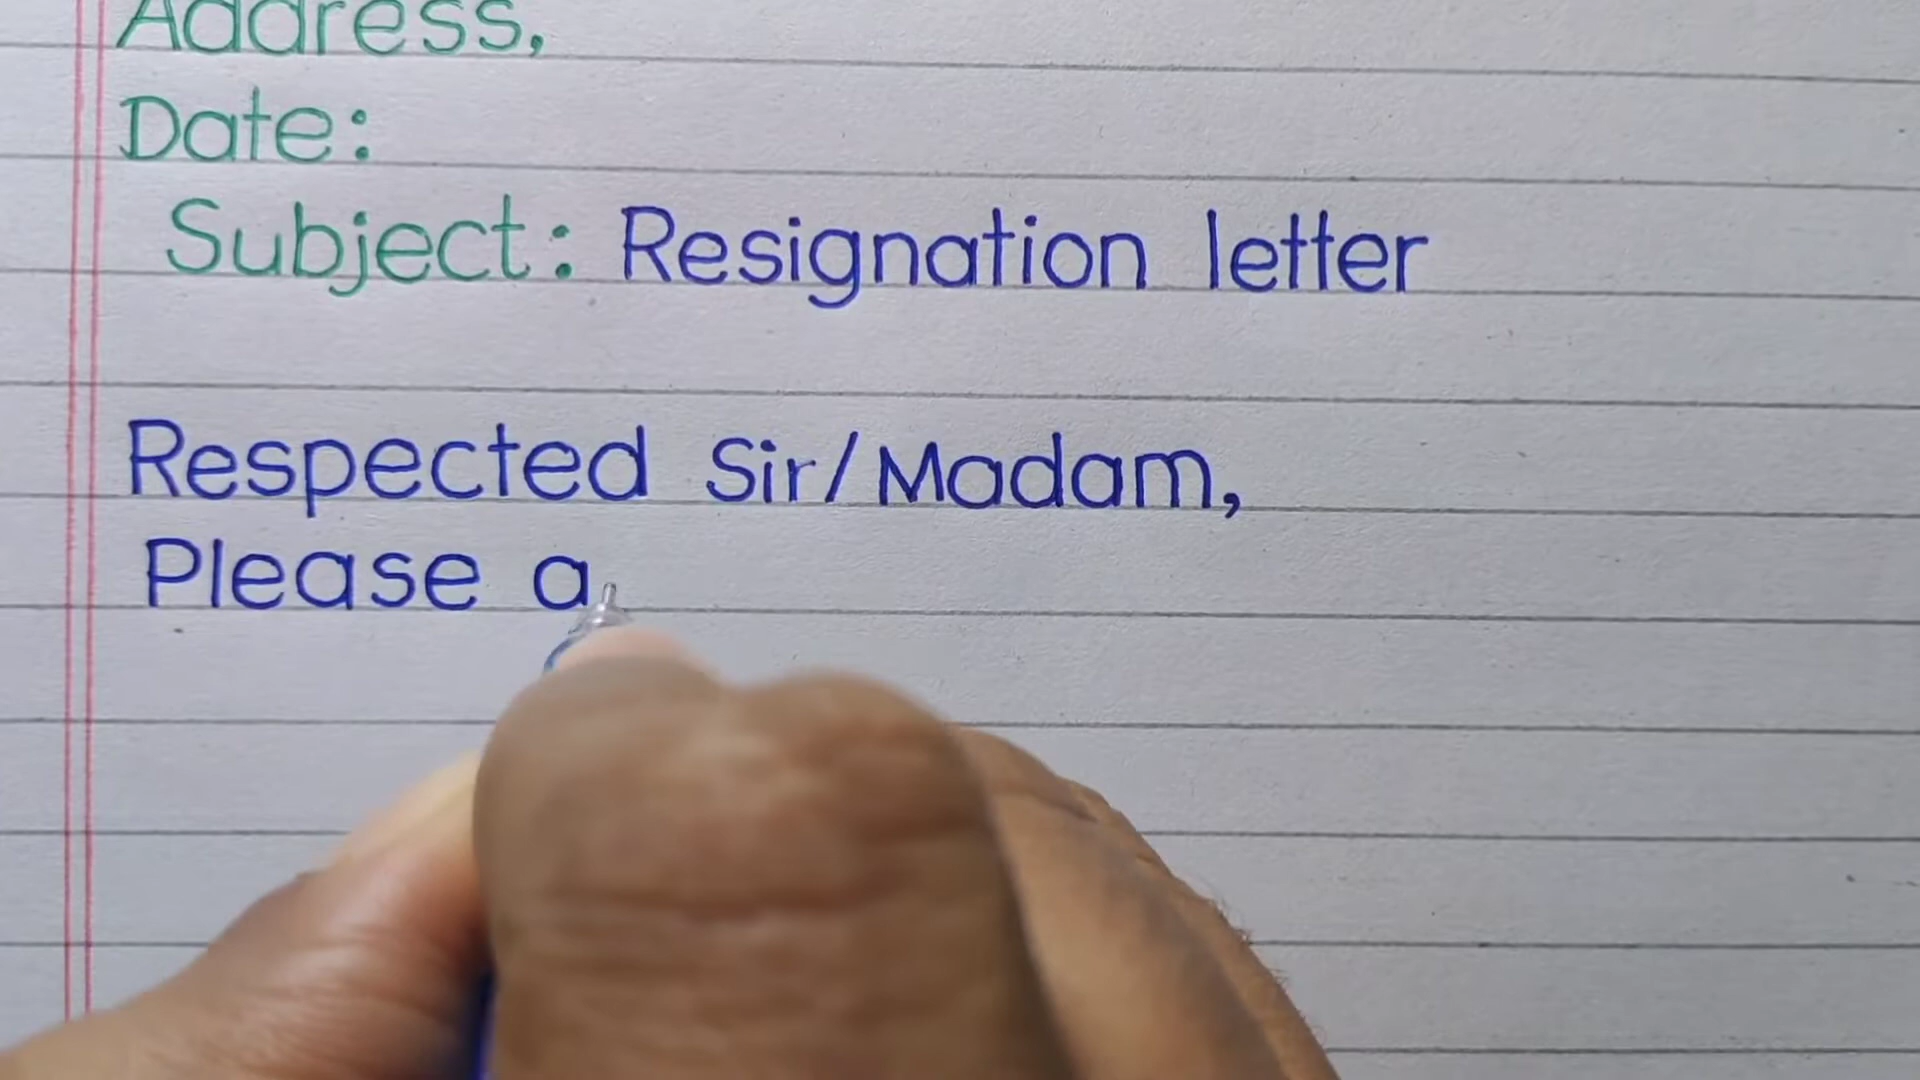 Address,
Date:
Subject: Resignation letter
Respected Sir/Madam,
Please a